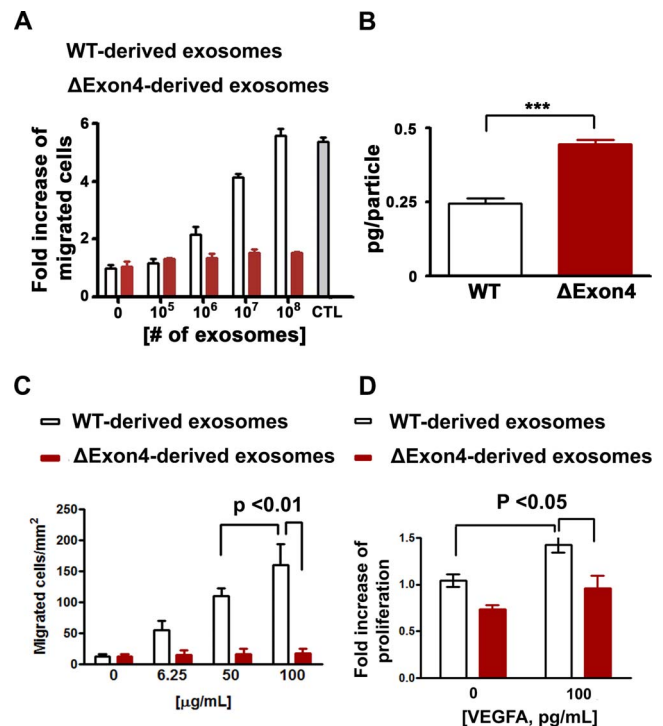 A
WT-derived exosomes
ΔExon4-derived exosomes
Fold increase of
migrated cells
6
4
2
0
0 10⁵ 10⁶ 10⁷ 10⁸ CTL
[# of exosomes]
B
***
pg/particle
0.5
0.25
0
WT ΔExon4
C
WT-derived exosomes
ΔExon4-derived exosomes
p <0.01
Migrated cells/mm²
250
200
150
100
50
0
0 6.25 50 100
[μg/mL]
D
WT-derived exosomes
ΔExon4-derived exosomes
P <0.05
Fold increase of
proliferation
1.5
1.0
0.5
0.0
0 100
[VEGFA, pg/mL]